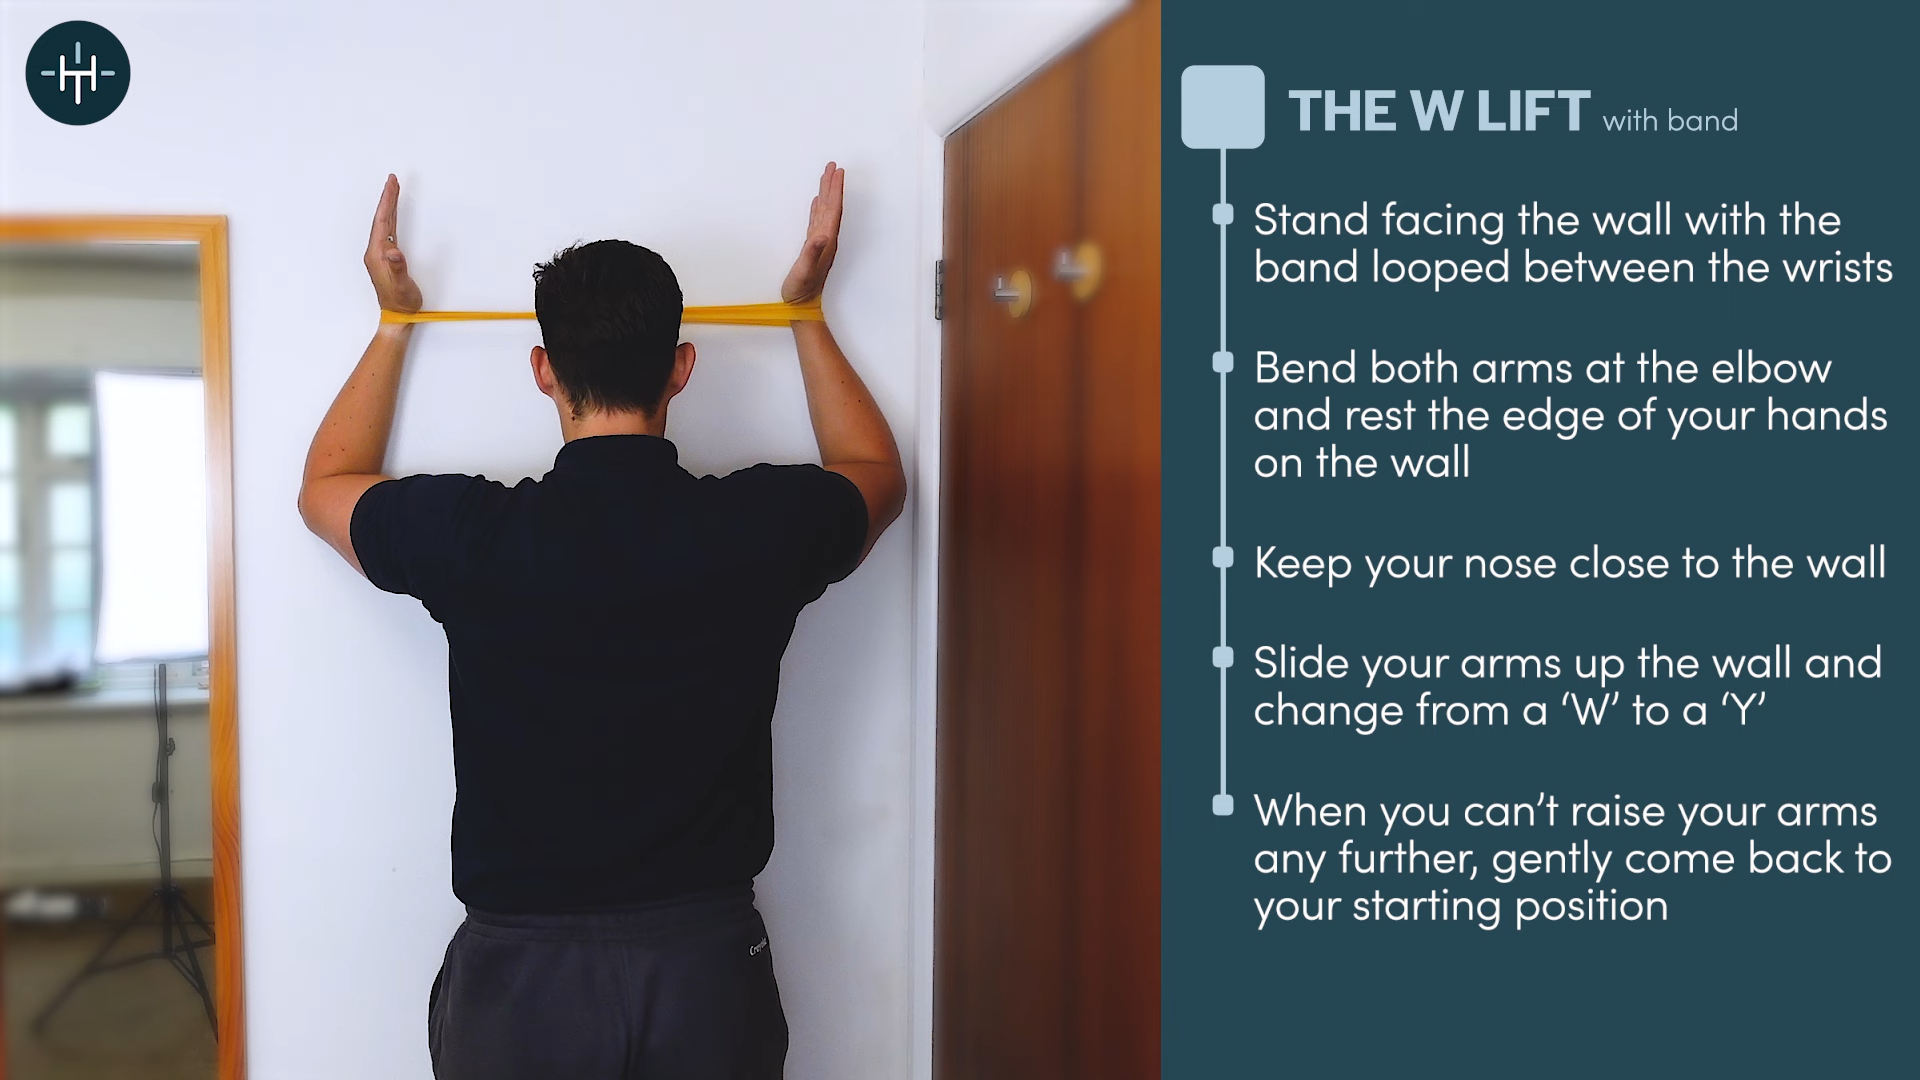 THE W LIFT with band
Stand facing the wall with the
band looped between the wrists
Bend both arms at the elbow
and rest the edge of your hands
on the wall
Keep your nose close to the wall
Slide your arms up the wall and
change from a ‘W’ to a ‘Y’
When you can’t raise your arms
any further, gently come back to
your starting position